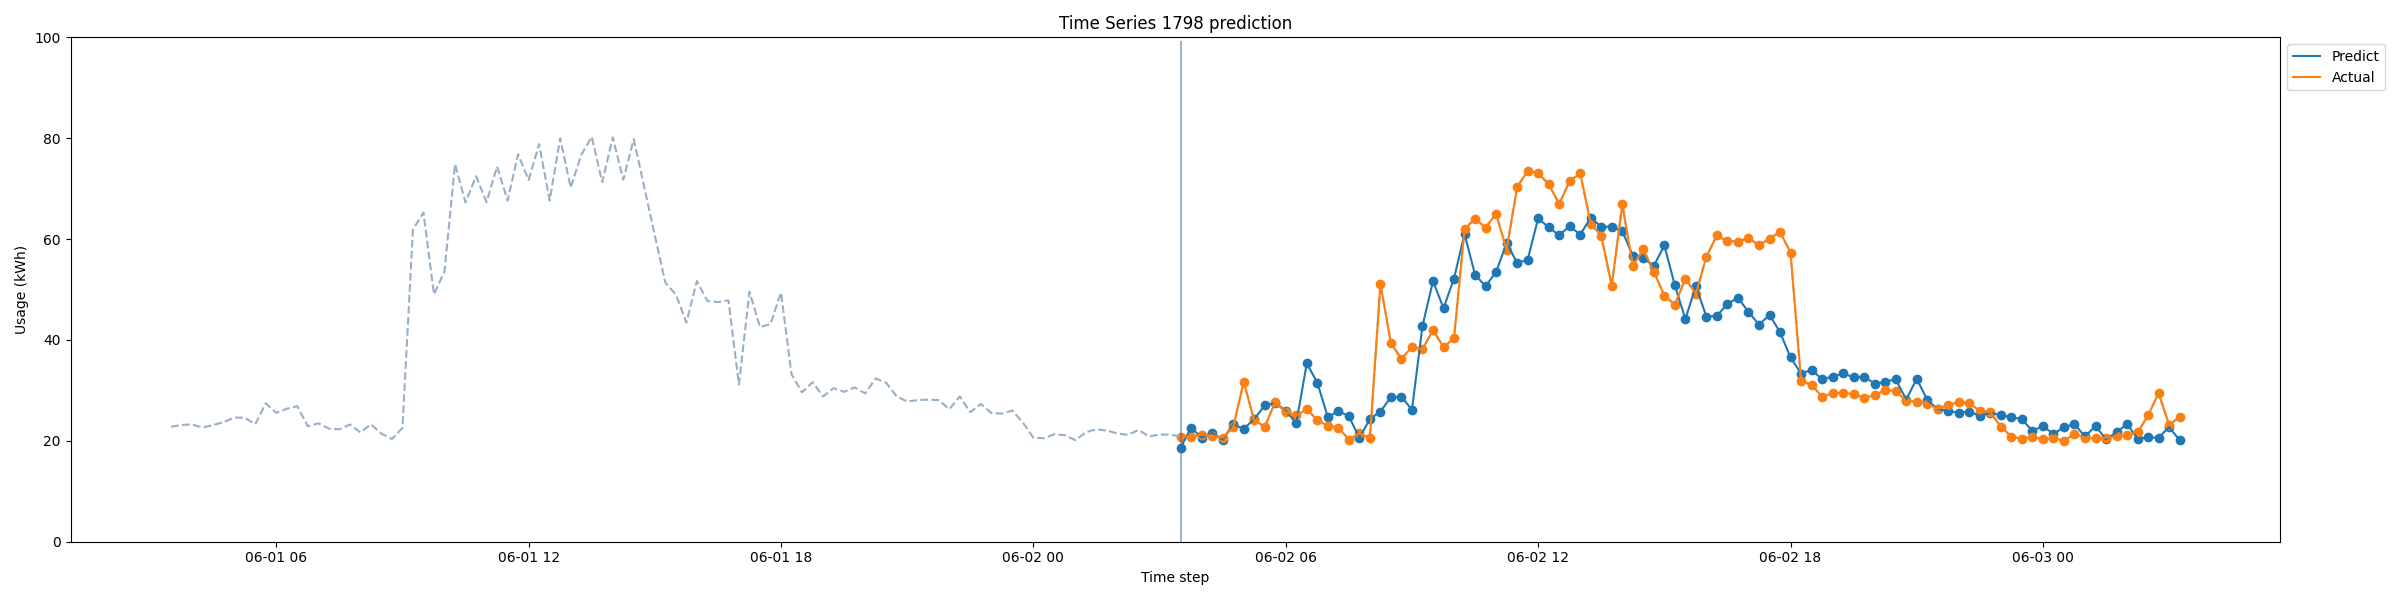 Time Series 1798 prediction
100
80
60
40
20
0
Usage (kWh)
06-01 06
06-01 12
06-01 18
06-02 00
06-02 06
06-02 12
06-02 18
06-03 00
Time step
Predict
Actual